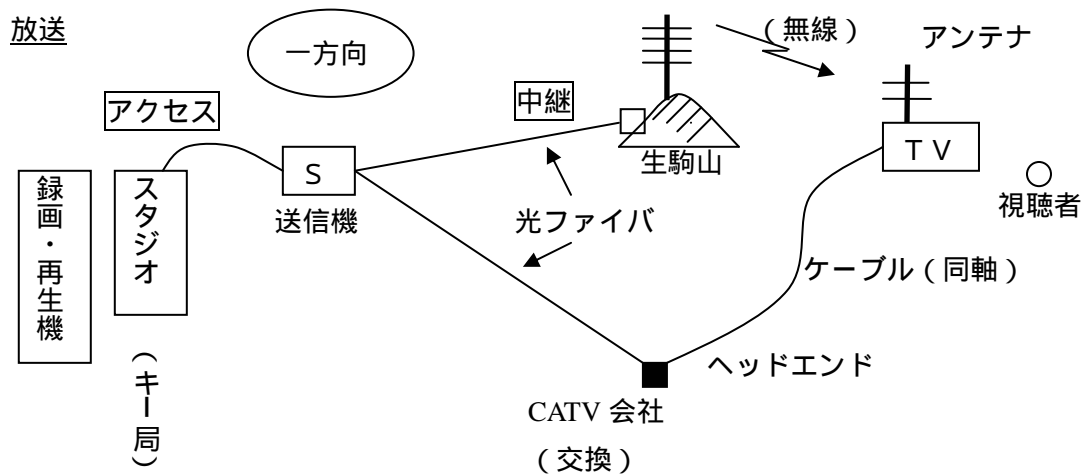 放送
一方向
(無線)
アンテナ
アクセス
中継
TV
S
生駒山
録画・再生機
スタジオ
送信機
光ファイバ
視聴者
ケーブル(同軸)
ヘッドエンド
(キー局)
CATV 会社
(交換)